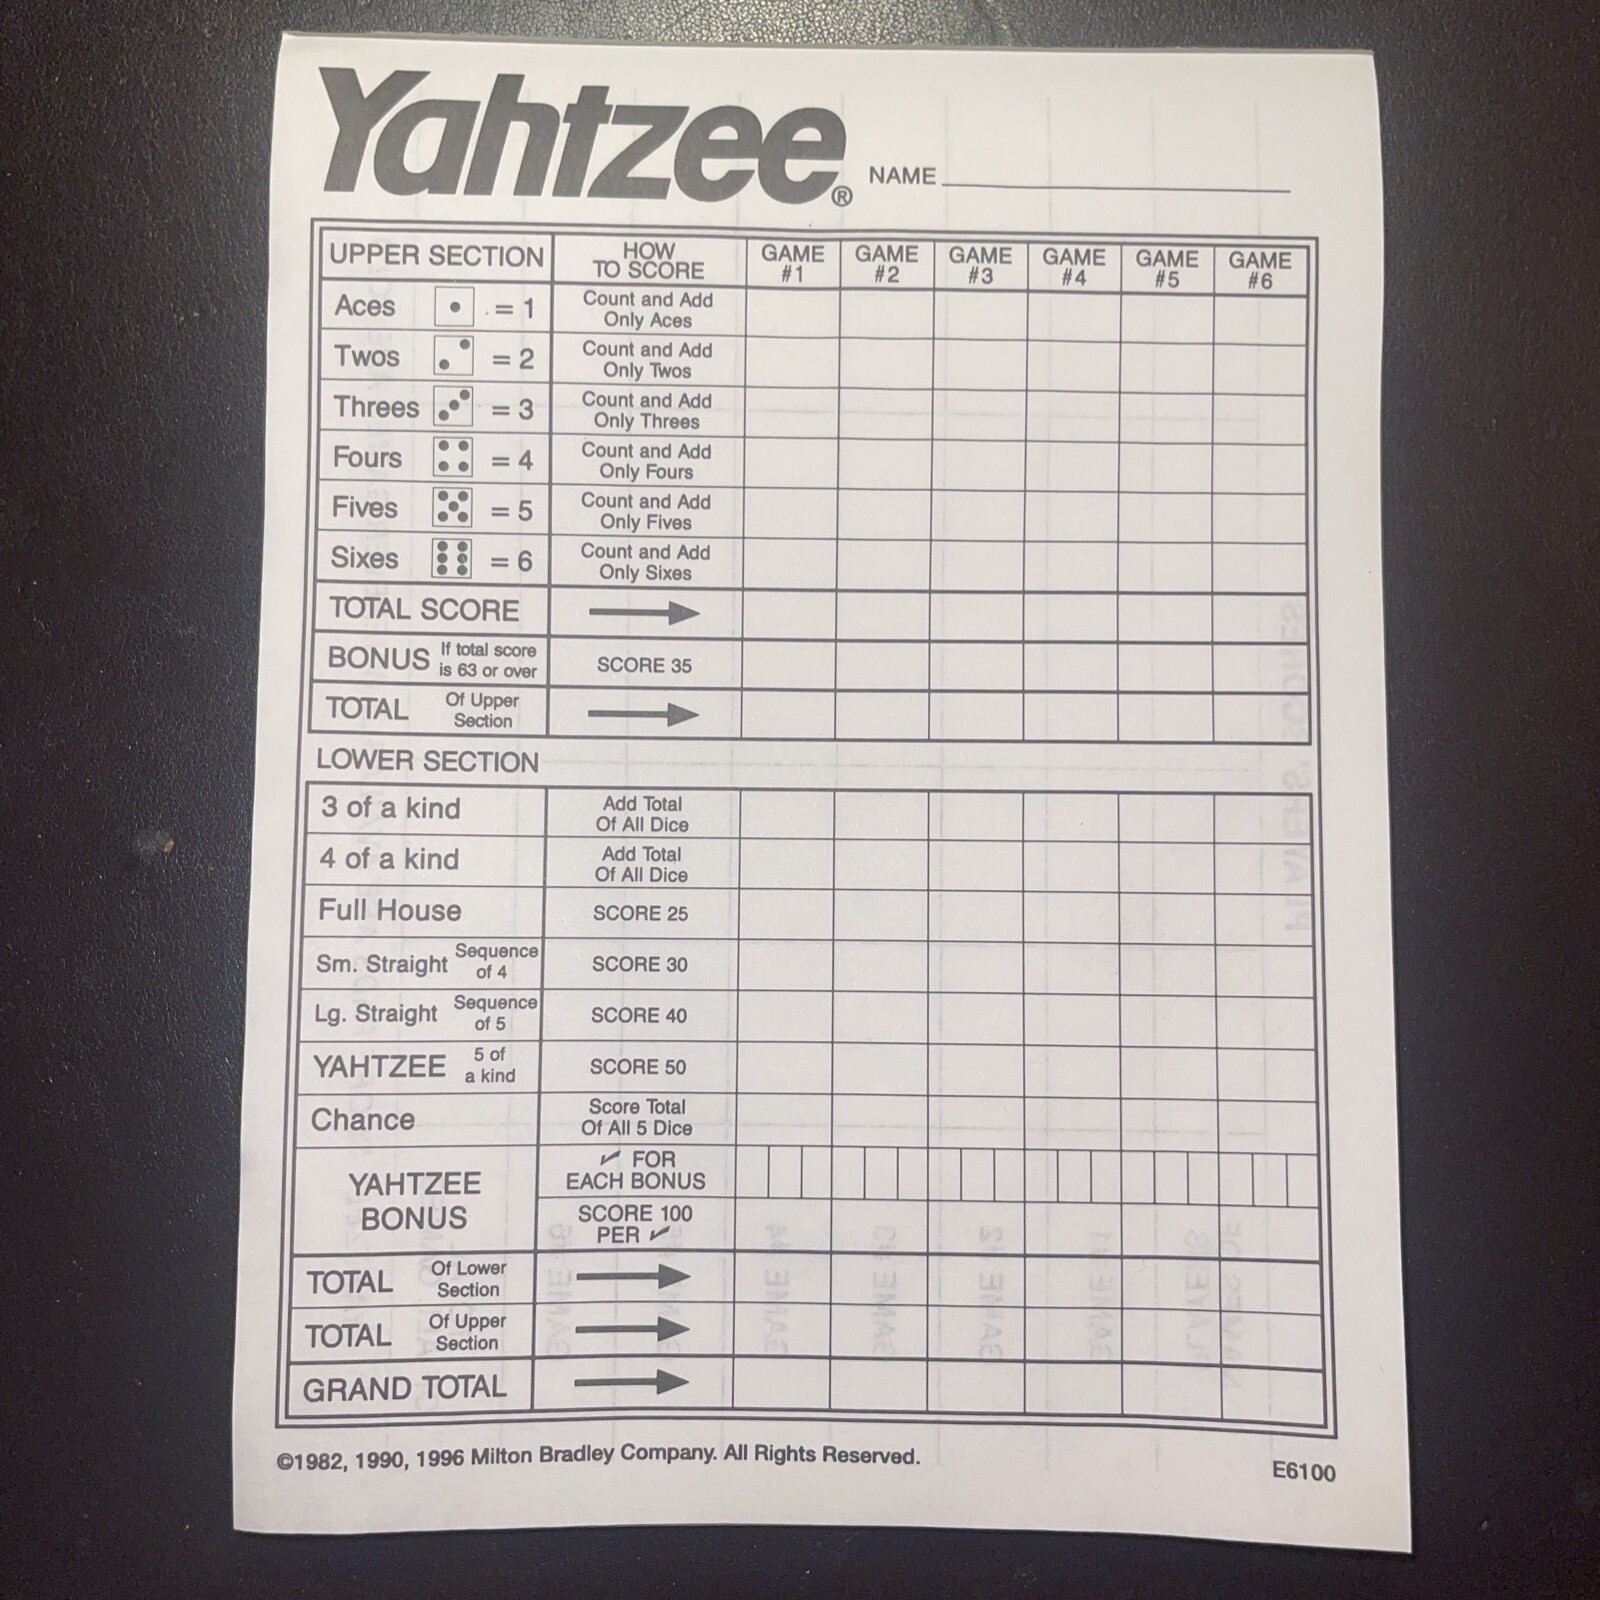 Yahtzee® NAME
UPPER SECTION HOW TO SCORE GAME #1 GAME #2 GAME #3 GAME #4 GAME #5 GAME #6
Aces = 1 Count and Add Only Aces
Twos = 2 Count and Add Only Twos
Threes = 3 Count and Add Only Threes
Fours = 4 Count and Add Only Fours
Fives = 5 Count and Add Only Fives
Sixes = 6 Count and Add Only Sixes
TOTAL SCORE
BONUS If total score is 63 or over SCORE 35
TOTAL Of Upper Section
LOWER SECTION
3 of a kind Add Total Of All Dice
4 of a kind Add Total Of All Dice
Full House SCORE 25
Sm. Straight Sequence of 4 SCORE 30
Lg. Straight Sequence of 5 SCORE 40
YAHTZEE 5 of a kind SCORE 50
Chance Score Total Of All 5 Dice
YAHTZEE BONUS ✓ FOR EACH BONUS
SCORE 100 PER ✓
TOTAL Of Lower Section
TOTAL Of Upper Section
GRAND TOTAL
©1982, 1990, 1996 Milton Bradley Company. All Rights Reserved. E6100